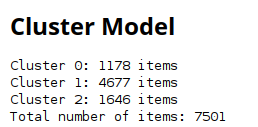 Cluster Model
Cluster 0: 1178 items
Cluster 1: 4677 items
Cluster 2: 1646 items
Total number of items: 7501